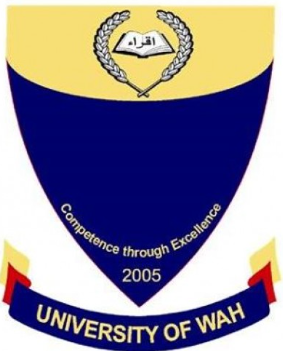 اقراء
Competence through Excellence
2005
UNIVERSITY OF WAH